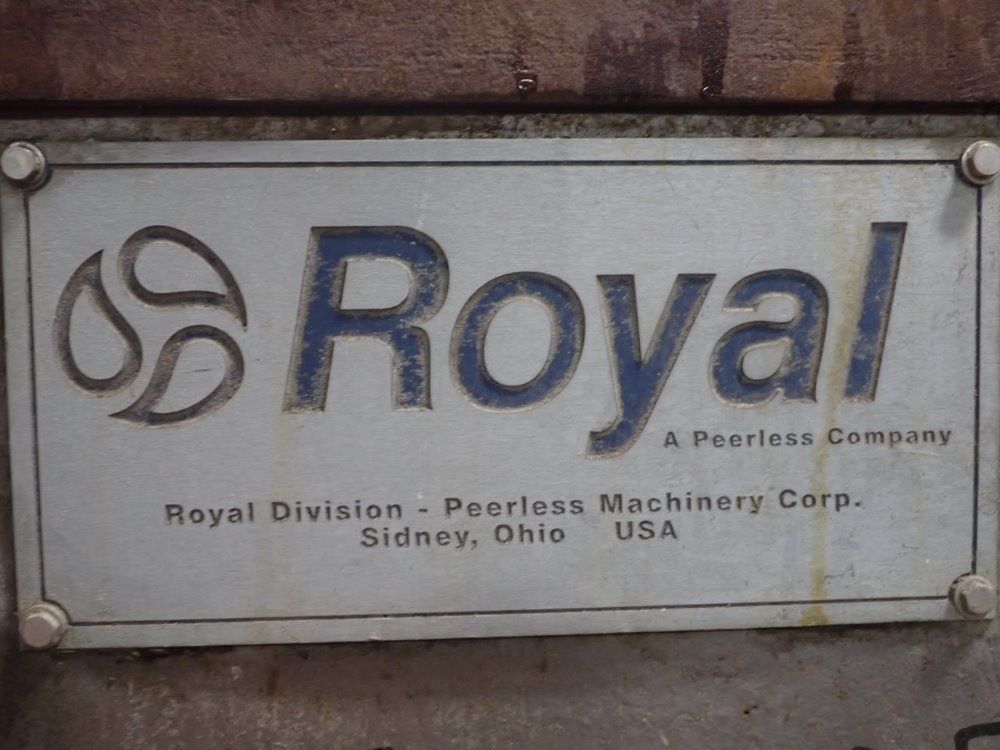 Royal
A Peerless Company
Royal Division - Peerless Machinery Corp.
Sidney, Ohio USA